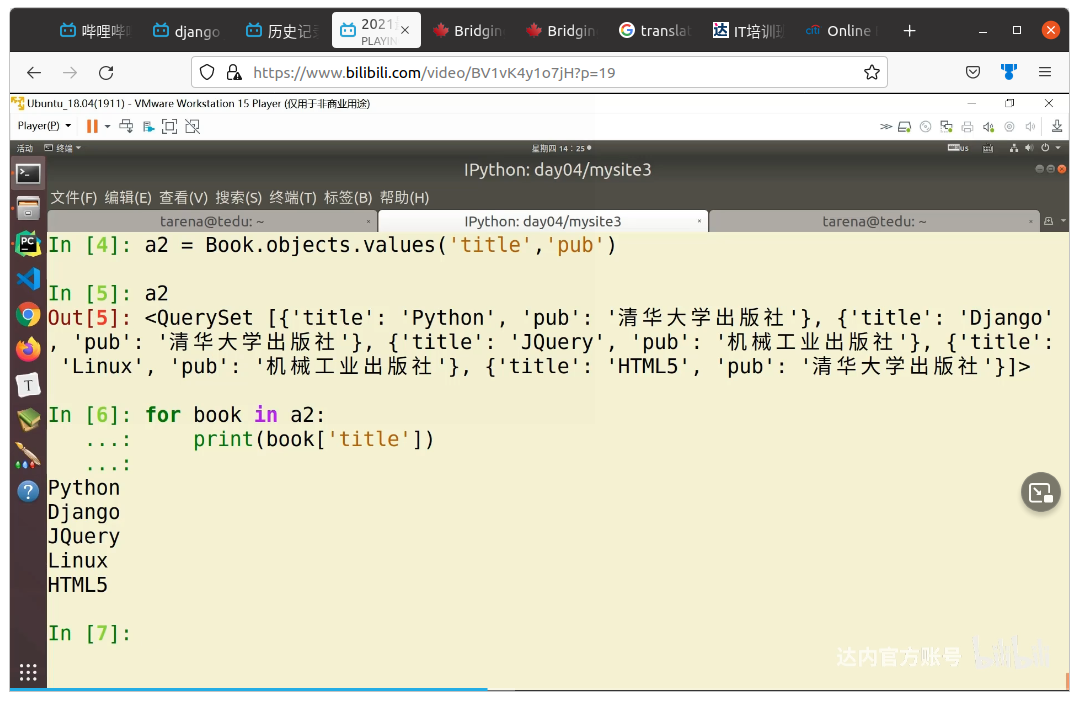 哔哩哔哩
django
历史记录
2021
PLAYING
Bridging
Bridging
translat
IT培训班
Online
https://www.bilibili.com/video/BV1vK4y1o7jH?p=19
Ubuntu_18.04(1911) - VMware Workstation 15 Player (仅用于非商业用途)
Player(P)
活动 终端 星期四 14：25
IPython: day04/mysite3
文件(F) 编辑(E) 查看(V) 搜索(S) 终端(T) 标签(B) 帮助(H)
tarena@tedu: ~ IPython: day04/mysite3 tarena@tedu: ~
In [4]: a2 = Book.objects.values('title','pub')
In [5]: a2
Out[5]: <QuerySet [{'title': 'Python', 'pub': '清华大学出版社'}, {'title': 'Django'
, 'pub': '清华大学出版社'}, {'title': 'JQuery', 'pub': '机械工业出版社'}, {'title':
'Linux', 'pub': '机械工业出版社'}, {'title': 'HTML5', 'pub': '清华大学出版社'}]>
In [6]: for book in a2:
...: print(book['title'])
...:
Python
Django
JQuery
Linux
HTML5
In [7]:
达内官方账号